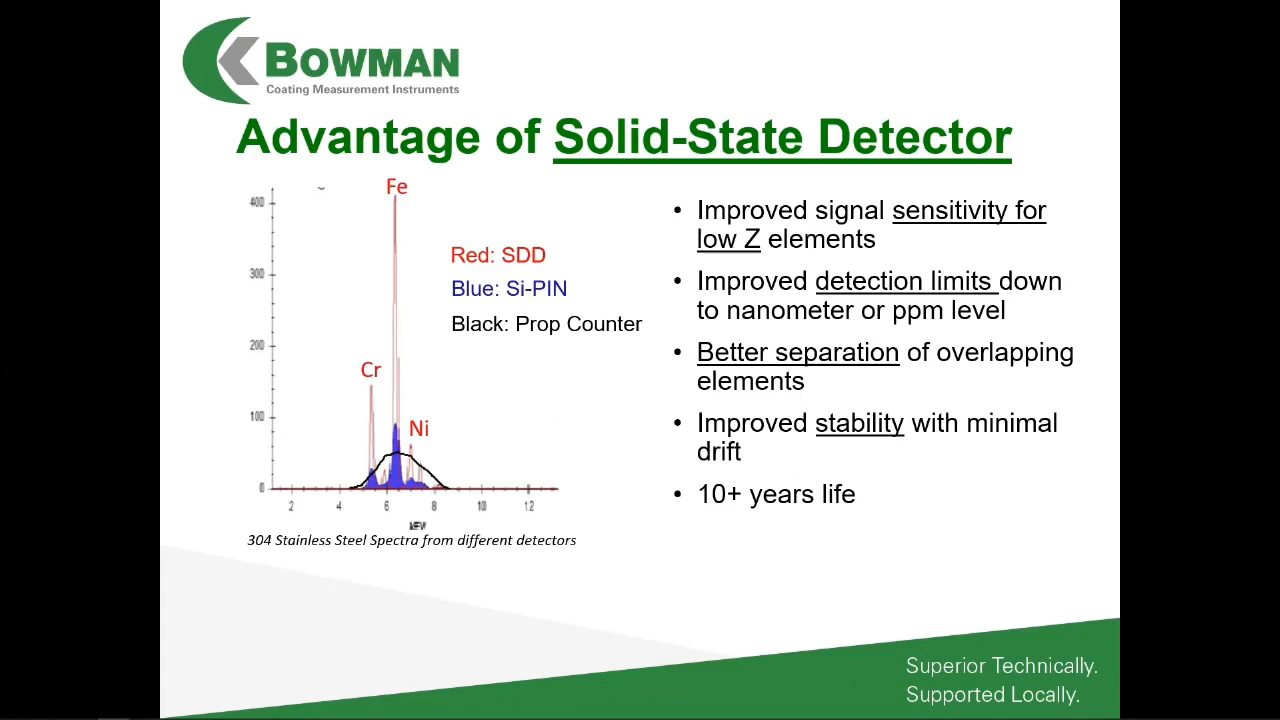 BOWMAN
Coating Measurement Instruments
Advantage of Solid-State Detector
Fe
400
300
200
100
0
Cr
Ni
2
4
6
8
10
12
Red: SDD
Blue: Si-PIN
Black: Prop Counter
304 Stainless Steel Spectra from different detectors
• Improved signal sensitivity for
low Z elements
• Improved detection limits down
to nanometer or ppm level
• Better separation of overlapping
elements
• Improved stability with minimal
drift
• 10+ years life
Superior Technically.
Supported Locally.